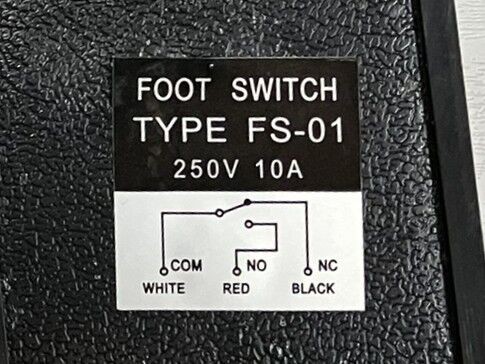 FOOT SWITCH
TYPE FS-01
250V 10A
COM NO NC
WHITE RED BLACK